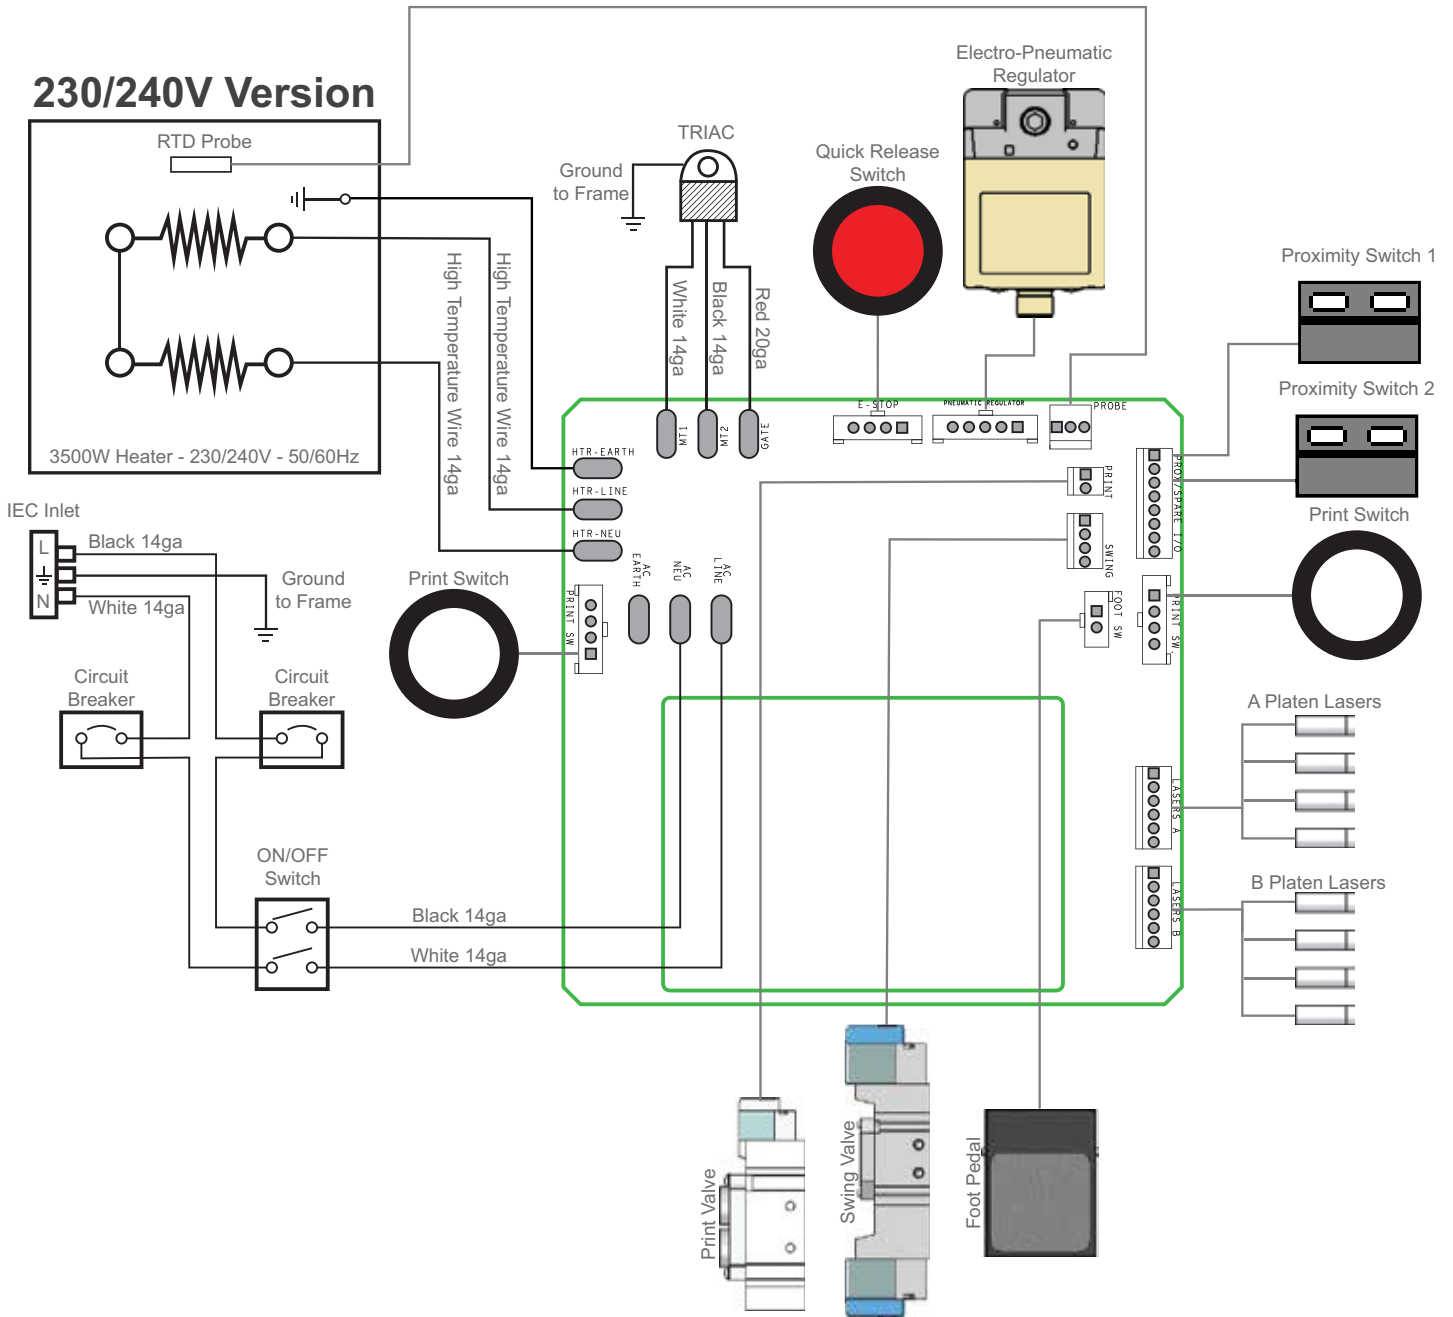 230/240V Version
RTD Probe
3500W Heater - 230/240V - 50/60Hz
High Temperature Wire 14ga
High Temperature Wire 14ga
TRIAC
Ground
to Frame
White 14ga
Black 14ga
Red 20ga
Quick Release
Switch
Electro-Pneumatic
Regulator
Proximity Switch 1
Proximity Switch 2
Print Switch
IEC Inlet
L
N
Black 14ga
White 14ga
Ground
to Frame
Circuit
Breaker
Circuit
Breaker
ON/OFF
Switch
Black 14ga
White 14ga
Print Switch
HTR-EARTH
HTR-LINE
HTR-NEU
MT1
MT2
GATE
E-STOP
PNEUMATIC REGULATOR
PROBE
PRINT
PROX/SPARE I/O
SWING
FOOT SW
PRINT SW.
PRINT SW
AC
EARTH
AC
NEU
AC
LINE
LASERS A
LASERS B
A Platen Lasers
B Platen Lasers
Print Valve
Swing Valve
Foot Pedal